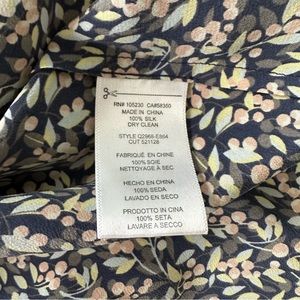 RN# 105230 CA#58350
MADE IN CHINA
100% SILK
DRY CLEAN
STYLE Q2968-E864
CUT 521128
FABRIQUÉ EN CHINE
100% SOIE
NETTOYAGE À SEC
HECHO EN CHINA
100% SEDA
LAVADO EN SECO
PRODOTTO IN CINA
100% SETA
LAVARE A SECCO